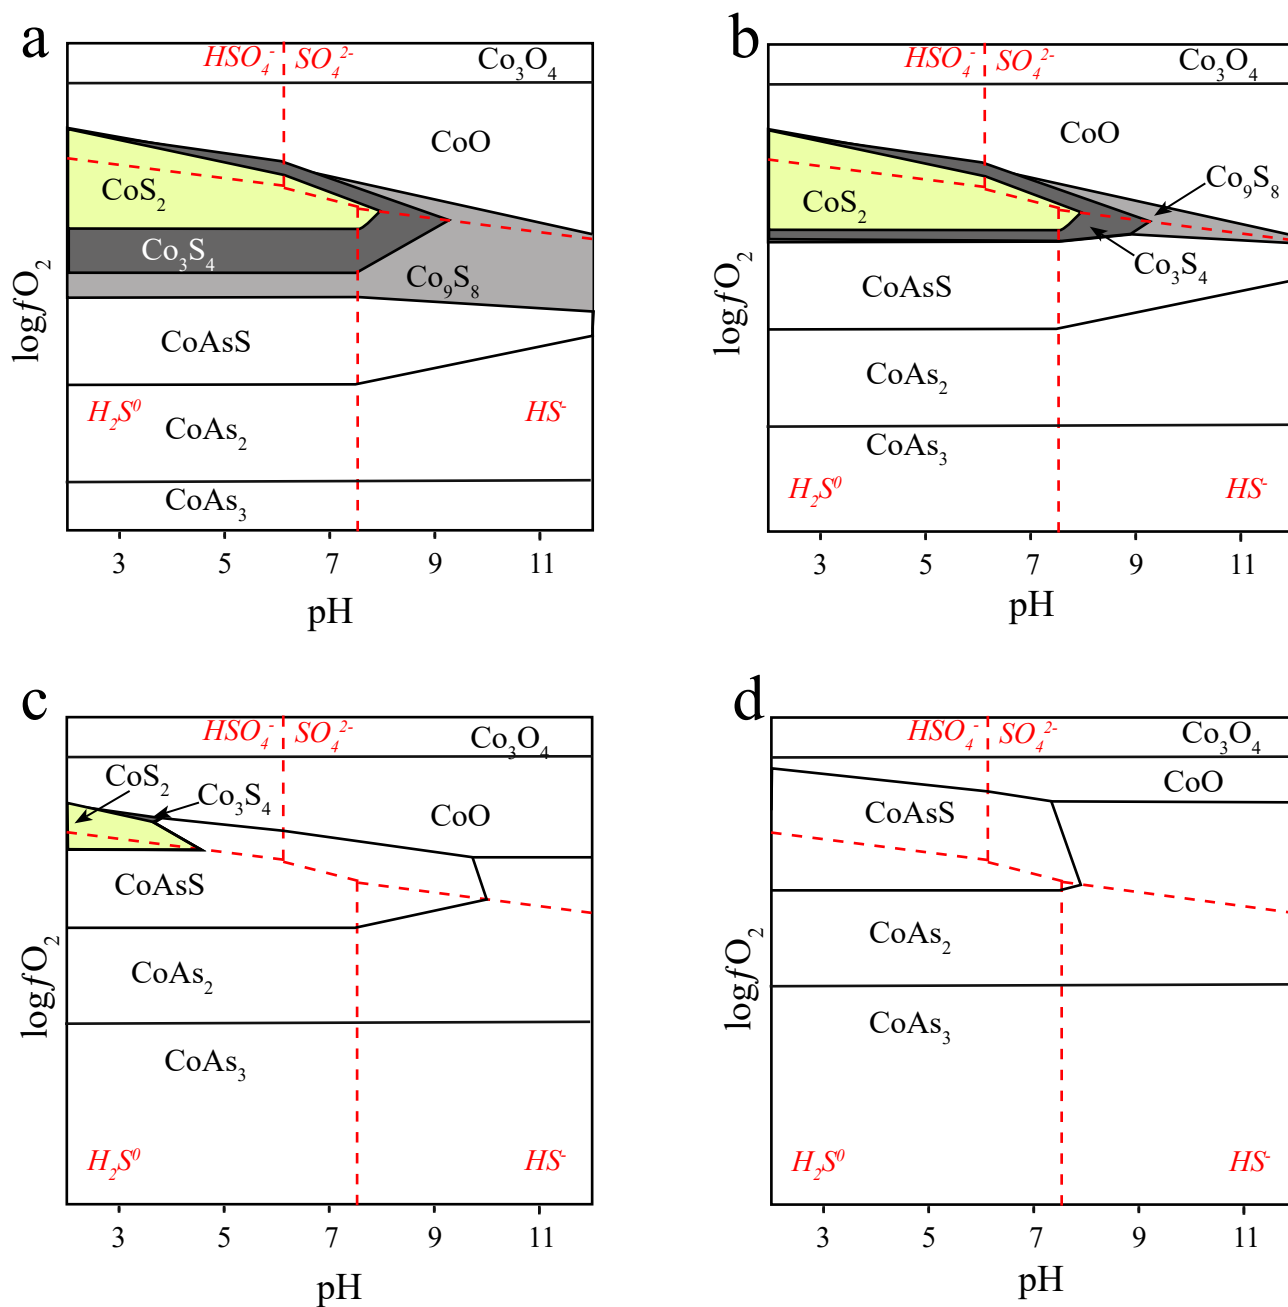 a
HSO₄⁻ SO₄²⁻ Co₃O₄
CoO
CoS₂
Co₃S₄
Co₉S₈
CoAsS
H₂S⁰ HS⁻
CoAs₂
CoAs₃
logfO₂
3 5 7 9 11
pH
b
HSO₄⁻ SO₄²⁻ Co₃O₄
CoO
Co₉S₈
CoS₂
Co₃S₄
CoAsS
CoAs₂
CoAs₃
H₂S⁰ HS⁻
logfO₂
3 5 7 9 11
pH
c
HSO₄⁻ SO₄²⁻ Co₃O₄
CoS₂
Co₃S₄
CoO
CoAsS
CoAs₂
CoAs₃
H₂S⁰ HS⁻
logfO₂
3 5 7 9 11
pH
d
HSO₄⁻ SO₄²⁻ Co₃O₄
CoO
CoAsS
CoAs₂
CoAs₃
H₂S⁰ HS⁻
logfO₂
3 5 7 9 11
pH